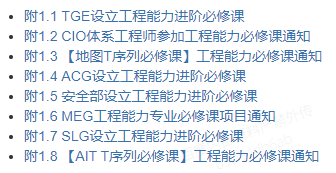 附1.1 TGE设立工程能力进阶必修课
附1.2 CIO体系工程师参加工程能力必修课通知
附1.3 【地图T序列必修课】工程能力必修课通知
附1.4 ACG设立工程能力进阶必修课
附1.5 安全部设立工程能力进阶必修课
附1.6 MEG工程能力专业必修课项目通知
附1.7 SLG设立工程能力进阶必修课
附1.8 【AIT T序列必修课】工程能力必修课通知